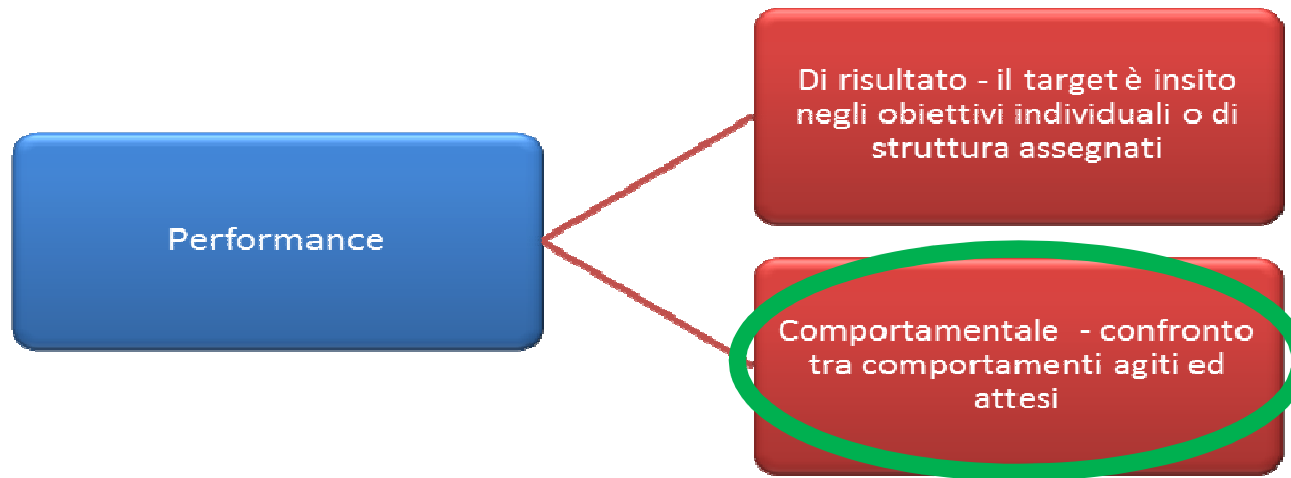 Performance
Di risultato - il target è insito
negli obiettivi individuali o di
struttura assegnati
Comportamentale - confronto
tra comportamenti agiti ed
attesi